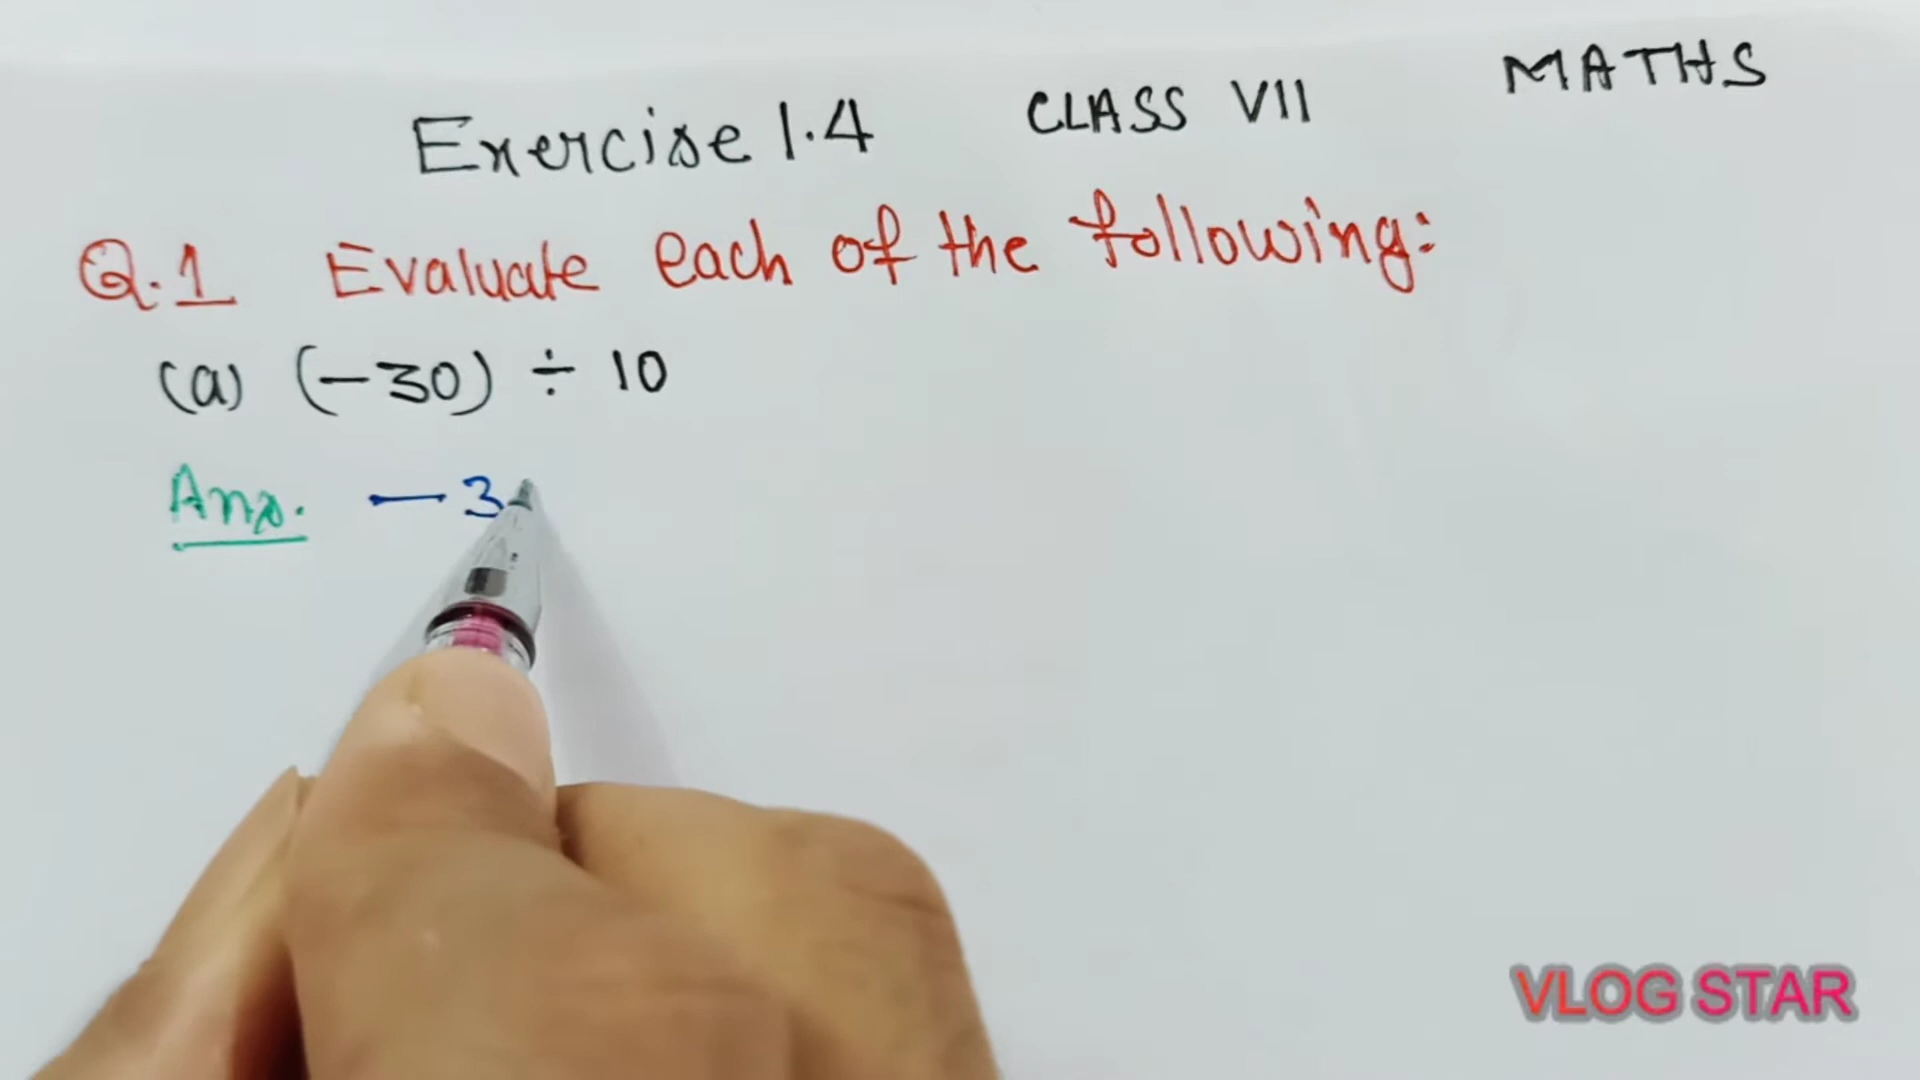 Exercise 1.4 CLASS VII MATHS
Q.1 Evaluate each of the following:
(a) (-30) ÷ 10
Ans. -3
VLOG STAR